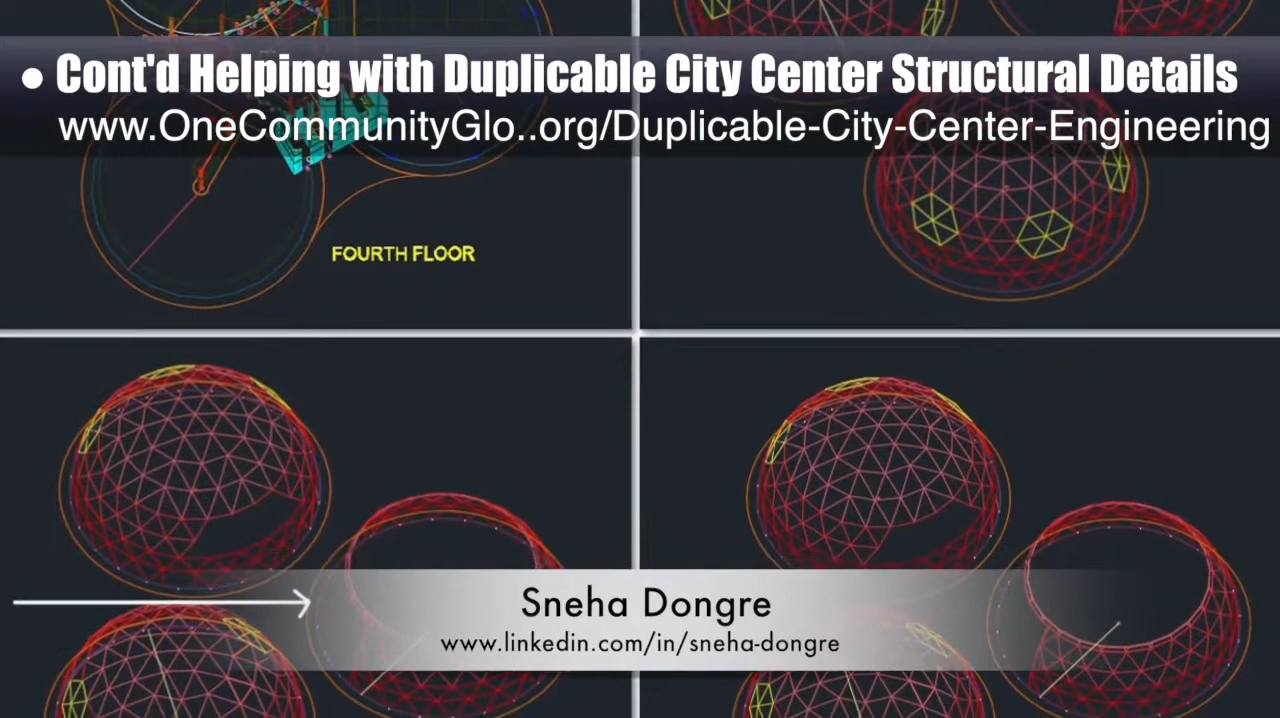 • Cont'd Helping with Duplicable City Center Structural Details
www.OneCommunityGlo..org/Duplicable-City-Center-Engineering
FOURTH FLOOR
Sneha Dongre
www.linkedin.com/in/sneha-dongre